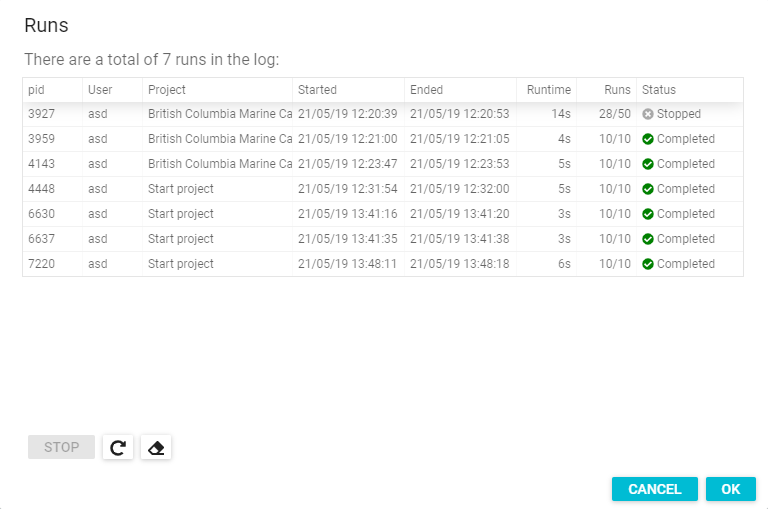 Runs
There are a total of 7 runs in the log:
pid User Project Started Ended Runtime Runs Status
3927 asd British Columbia Marine Ca 21/05/19 12:20:39 21/05/19 12:20:53 14s 28/50 Stopped
3959 asd British Columbia Marine Ca 21/05/19 12:21:00 21/05/19 12:21:05 4s 10/10 Completed
4143 asd British Columbia Marine Ca 21/05/19 12:23:47 21/05/19 12:23:53 5s 10/10 Completed
4448 asd Start project 21/05/19 12:31:54 21/05/19 12:32:00 5s 10/10 Completed
6630 asd Start project 21/05/19 13:41:16 21/05/19 13:41:20 3s 10/10 Completed
6637 asd Start project 21/05/19 13:41:35 21/05/19 13:41:38 3s 10/10 Completed
7220 asd Start project 21/05/19 13:48:11 21/05/19 13:48:18 6s 10/10 Completed
STOP
CANCEL OK